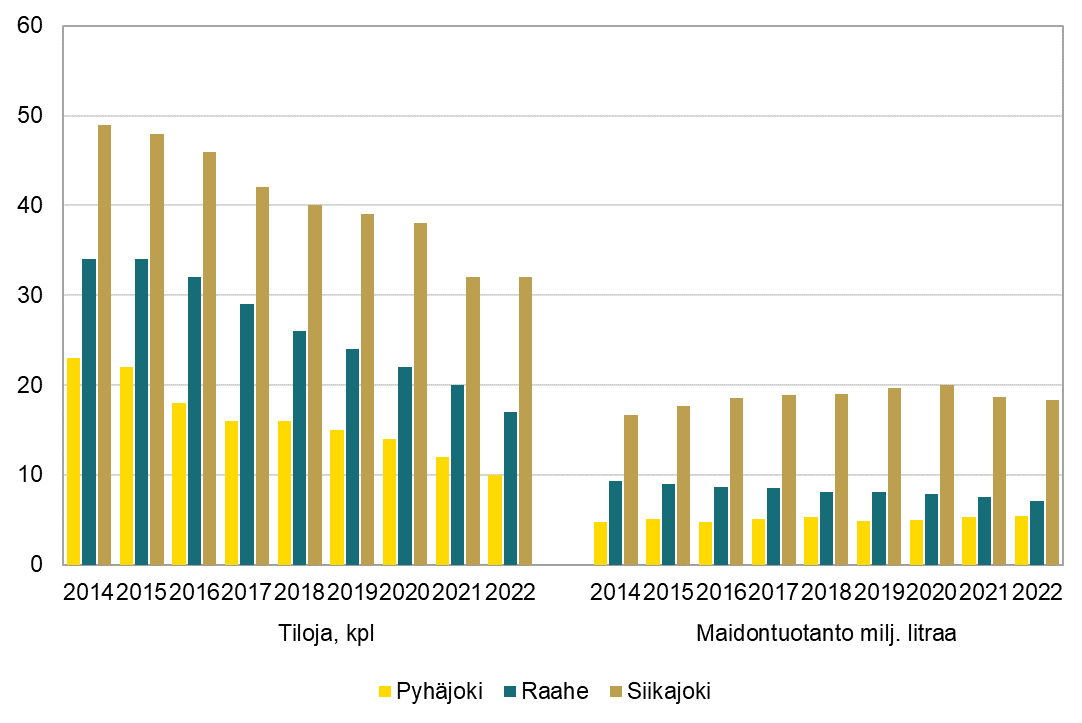 60
50
40
30
20
10
0
2014 2015 2016 2017 2018 2019 2020 2021 2022 2014 2015 2016 2017 2018 2019 2020 2021 2022
Tiloja, kpl Maidontuotanto milj. litraa
Pyhäjoki Raahe Siikajoki